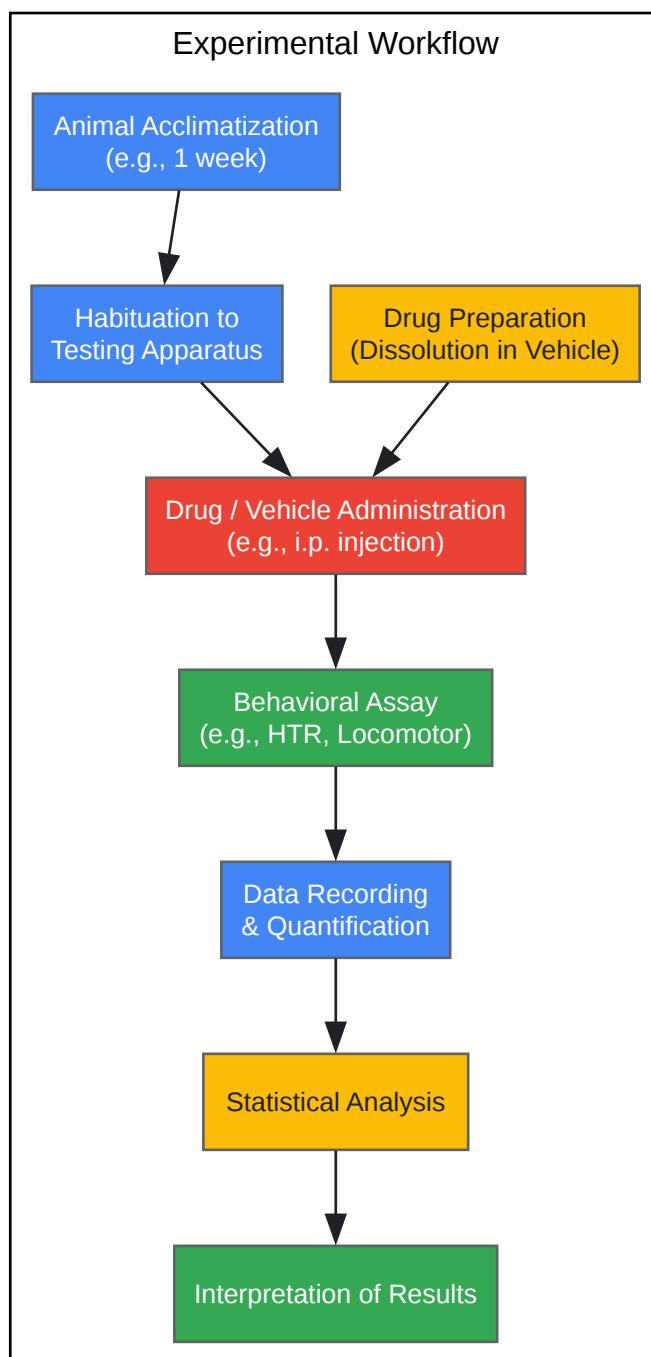 Experimental Workflow
Animal Acclimatization
(e.g., 1 week)
Habituation to
Testing Apparatus
Drug Preparation
(Dissolution in Vehicle)
Drug / Vehicle Administration
(e.g., i.p. injection)
Behavioral Assay
(e.g., HTR, Locomotor)
Data Recording
& Quantification
Statistical Analysis
Interpretation of Results